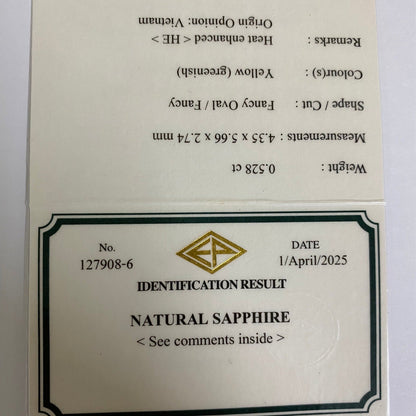 Weight : 0.528 ct
Measurements : 4.35 x 5.66 x 2.74 mm
Shape / Cut : Fancy Oval / Fancy
Colour(s) : Yellow (greenish)
Remarks : Heat enhanced < HE >
Origin Opinion: Vietnam
No. DATE
127908-6 1/April/2025
IDENTIFICATION RESULT
NATURAL SAPPHIRE
< See comments inside >